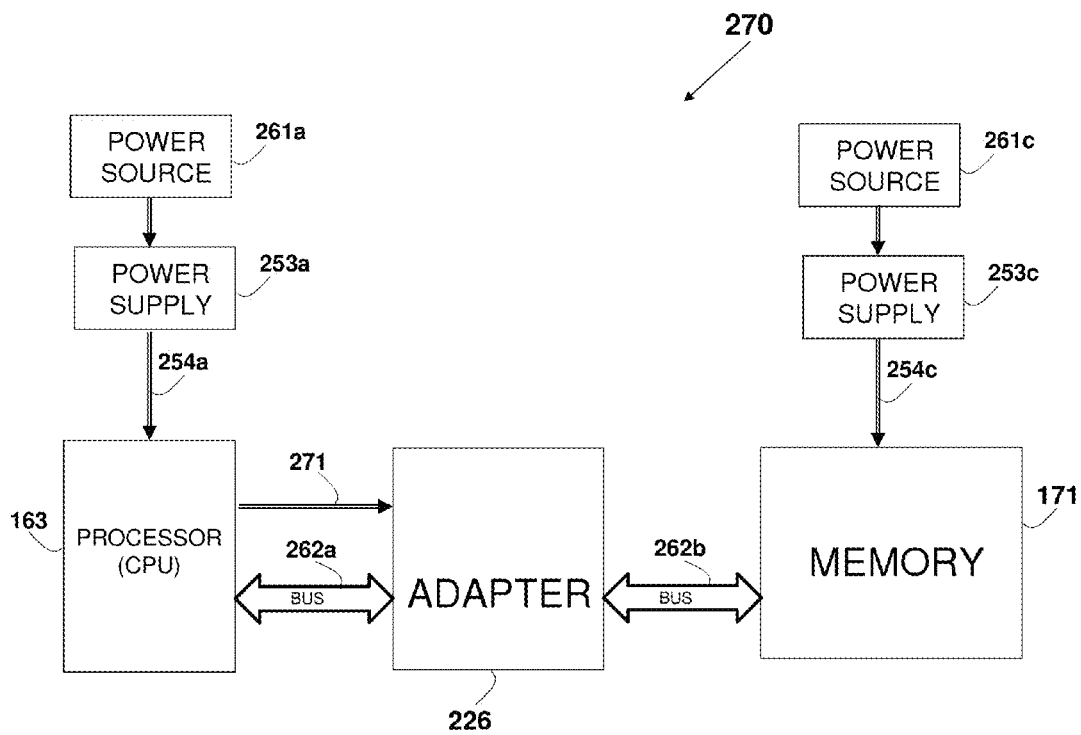 270
POWER
SOURCE
261a
POWER
SOURCE
261c
POWER
SUPPLY
253a
POWER
SUPPLY
253c
254a
254c
271
163
PROCESSOR
(CPU)
262a
BUS
ADAPTER
262b
BUS
MEMORY
171
226